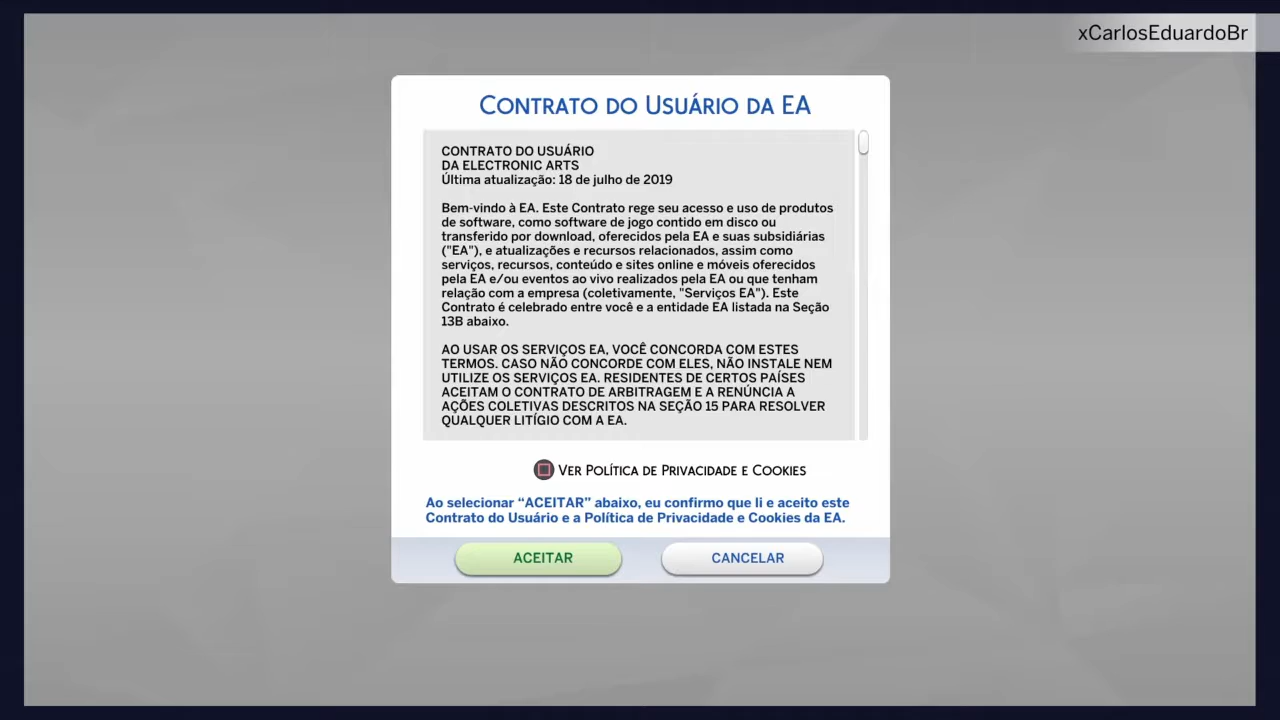 xCarlosEduardoBr
CONTRATO DO USUÁRIO DA EA
CONTRATO DO USUÁRIO
DA ELECTRONIC ARTS
Última atualização: 18 de julho de 2019
Bem-vindo à EA. Este Contrato rege seu acesso e uso de produtos
de software, como software de jogo contido em disco ou
transferido por download, oferecidos pela EA e suas subsidiárias
("EA"), e atualizações e recursos relacionados, assim como
serviços, recursos, conteúdo e sites online e móveis oferecidos
pela EA e/ou eventos ao vivo realizados pela EA ou que tenham
relação com a empresa (coletivamente, "Serviços EA"). Este
Contrato é celebrado entre você e a entidade EA listada na Seção
13B abaixo.
AO USAR OS SERVIÇOS EA, VOCÊ CONCORDA COM ESTES
TERMOS. CASO NÃO CONCORDE COM ELES, NÃO INSTALE NEM
UTILIZE OS SERVIÇOS EA. RESIDENTES DE CERTOS PAÍSES
ACEITAM O CONTRATO DE ARBITRAGEM E A RENÚNCIA A
AÇÕES COLETIVAS DESCRITOS NA SEÇÃO 15 PARA RESOLVER
QUALQUER LITÍGIO COM A EA.
VER POLÍTICA DE PRIVACIDADE E COOKIES
Ao selecionar “ACEITAR” abaixo, eu confirmo que li e aceito este
Contrato do Usuário e a Política de Privacidade e Cookies da EA.
ACEITAR
CANCELAR